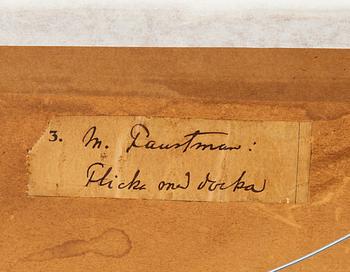 3. M. Faustman:
Flicka med docka